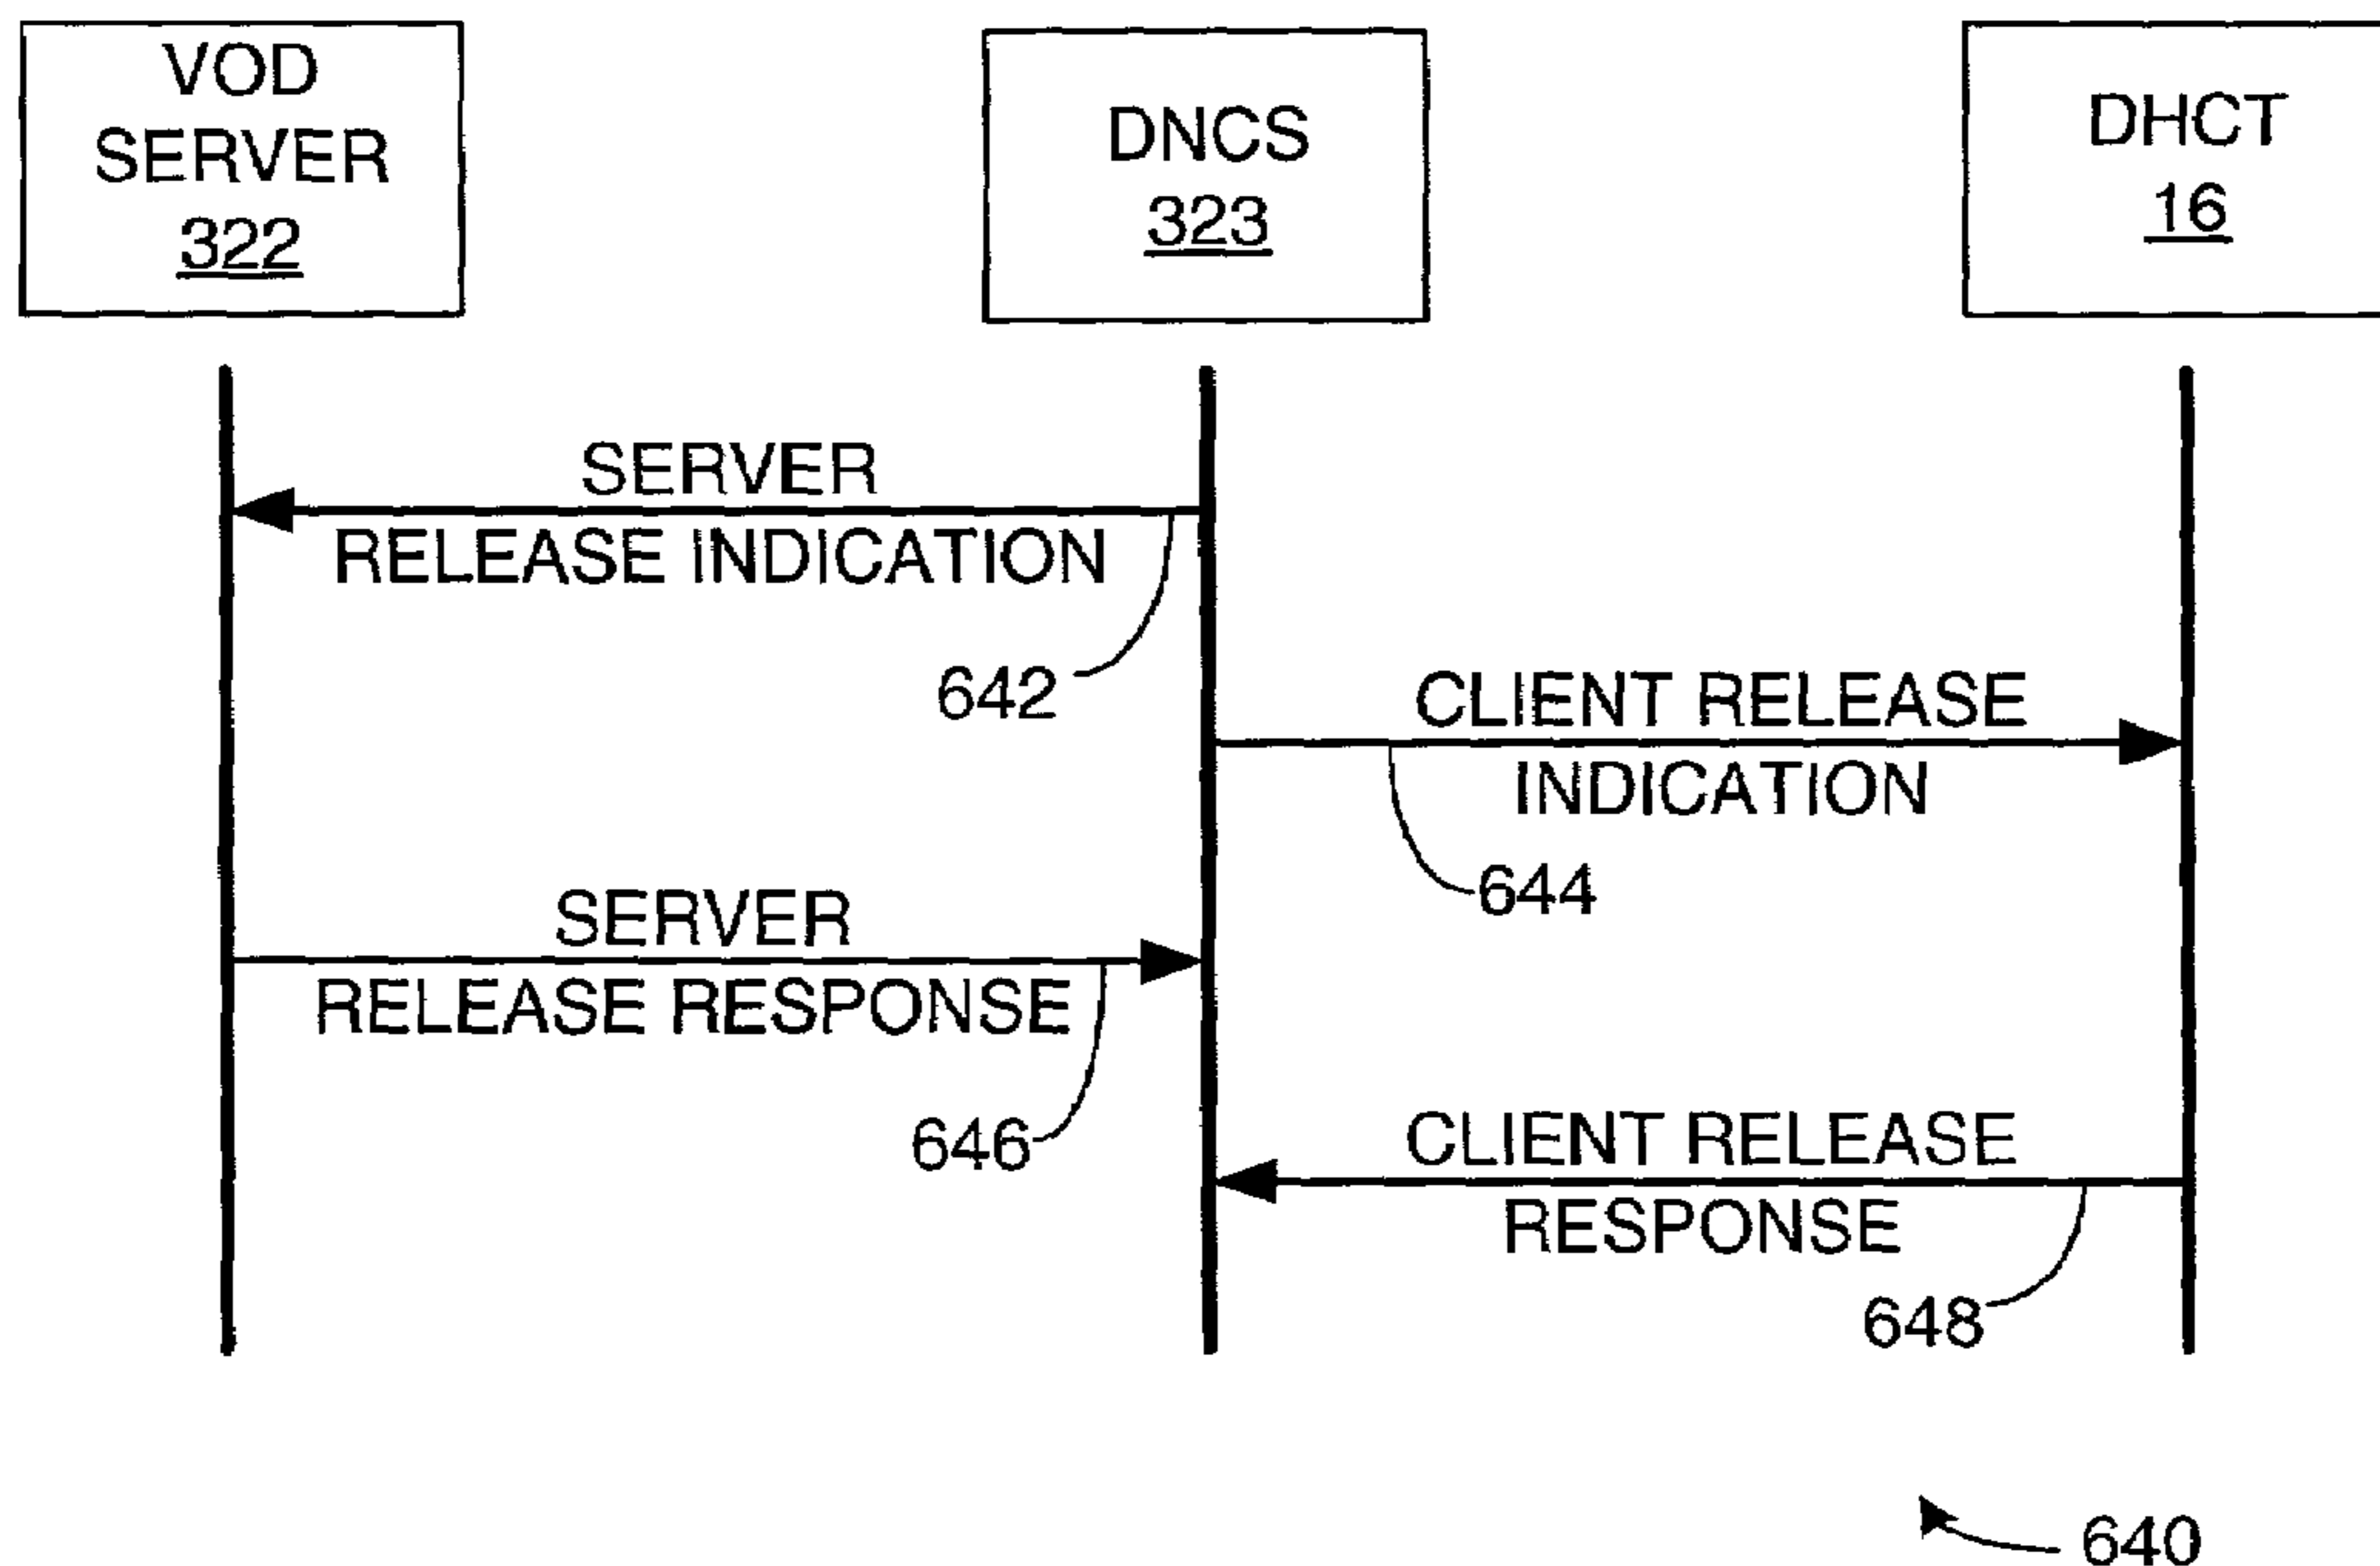 VOD
SERVER
322
DNCS
323
DHCT
16
SERVER
RELEASE INDICATION
642
CLIENT RELEASE
INDICATION
644
SERVER
RELEASE RESPONSE
646
CLIENT RELEASE
RESPONSE
648
640